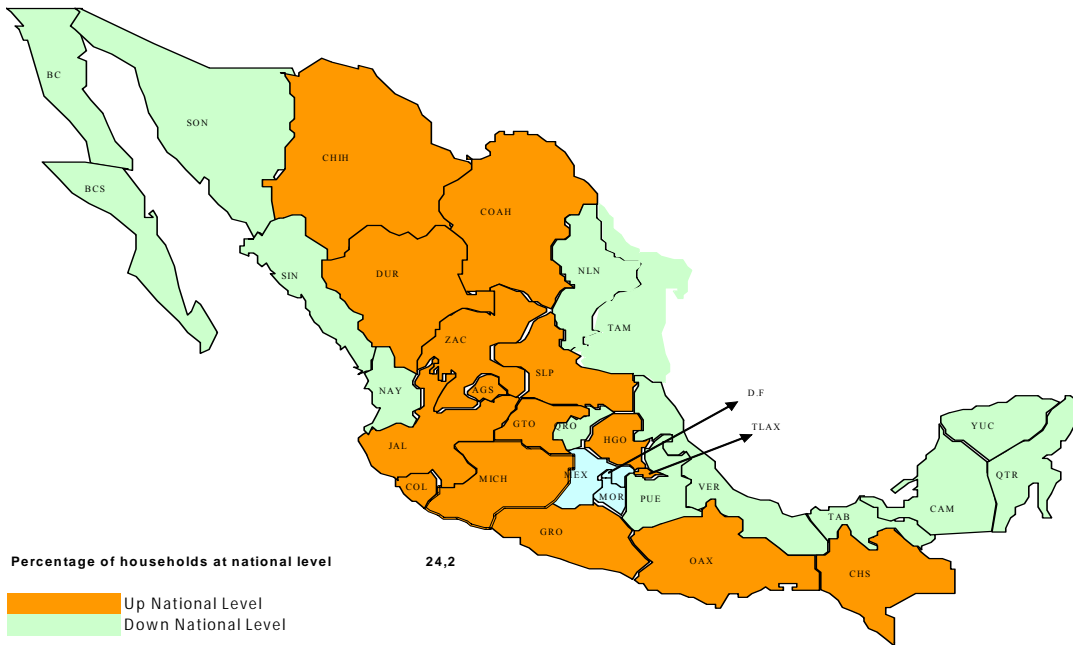 BC
SON
CHIH
BCS
COAH
SIN
DUR
NLN
TAM
ZAC
SLP
NAY
AGS
D.F
GTO
QRO
TLAX
YUC
HGO
JAL
MEX
MICH
COL
MOR
PUE
VER
QTR
CAM
TAB
GRO
OAX
CHS
Percentage of households at national level 24,2
Up National Level
Down National Level